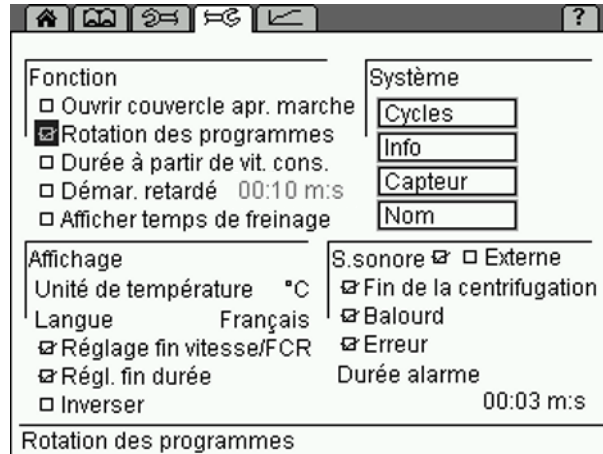 ?
Fonction
Ouvrir couvercle apr. marche
Rotation des programmes
Durée à partir de vit. cons.
Démar. retardé 00:10 m:s
Afficher temps de freinage
Système
Cycles
Info
Capteur
Nom
Affichage
Unité de température °C
Langue Français
Réglage fin vitesse/FCR
Régl. fin durée
Inverser
S.sonore Externe
Fin de la centrifugation
Balourd
Erreur
Durée alarme
00:03 m:s
Rotation des programmes